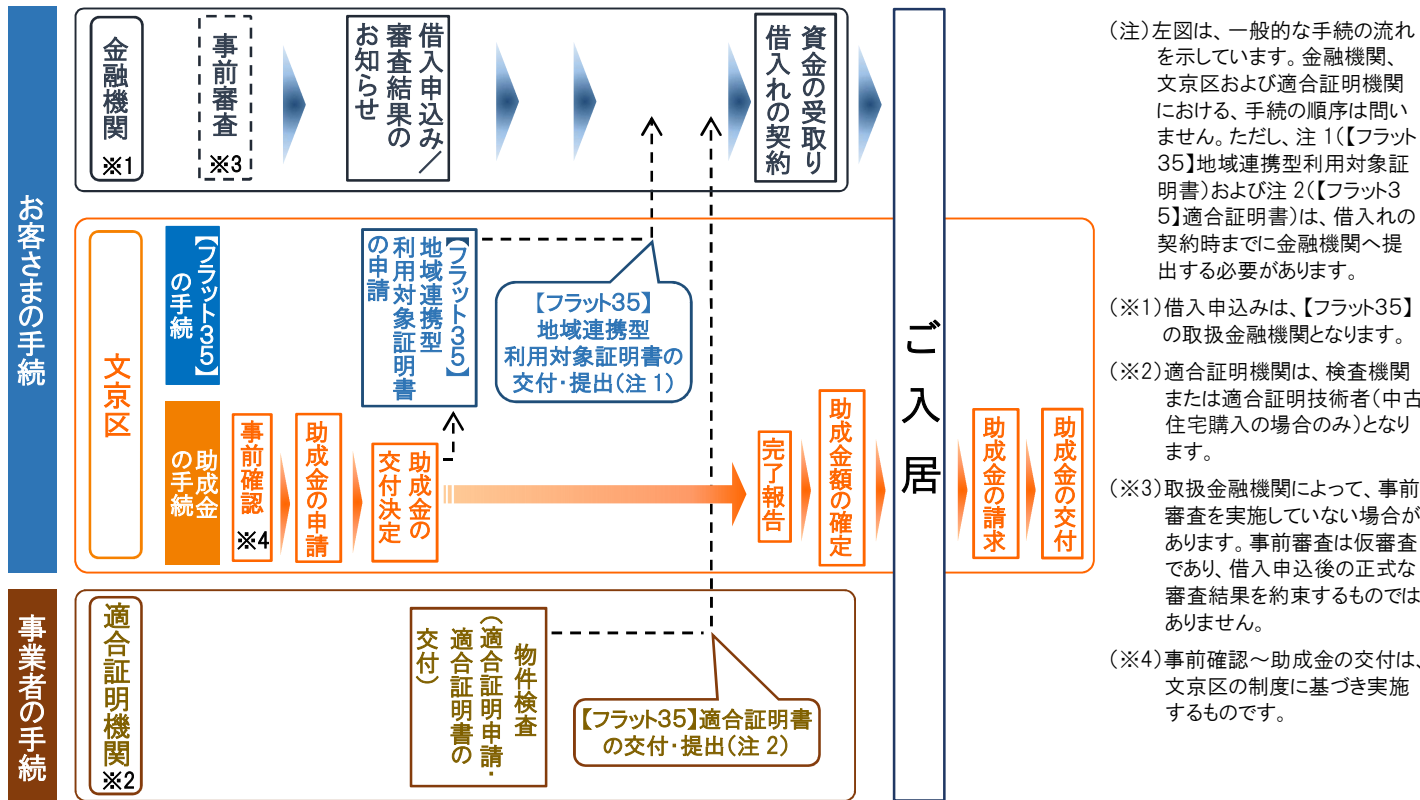 お客さまの手続
金融機関
※1
事前審査
※3
借入申込み／
審査結果の
お知らせ
資金の受取り
借入れの契約
文京区
【フラット35】
の手続
【フラット35】
地域連携型
利用対象証明書
の申請
【フラット35】
地域連携型
利用対象証明書の
交付・提出（注 1）
助成金
の手続
事前確認
※4
助成金の申請
助成金の
交付決定
完了報告
助成金額の確定
ご入居
助成金の請求
助成金の交付
事業者の手続
適合証明機関
※2
物件検査
（適合証明申請・
適合証明書の
交付）
【フラット35】適合証明書
の交付・提出（注 2）
（注）左図は、一般的な手続の流れ
を示しています。金融機関、
文京区および適合証明機関
における、手続の順序は問い
ません。ただし、注 1（【フラット
35】地域連携型利用対象証
明書）および注 2（【フラット3
5】適合証明書）は、借入れの
契約時までに金融機関へ提
出する必要があります。
（※1）借入申込みは、【フラット35】
の取扱金融機関となります。
（※2）適合証明機関は、検査機関
または適合証明技術者（中古
住宅購入の場合のみ）となり
ます。
（※3）取扱金融機関によって、事前
審査を実施していない場合が
あります。事前審査は仮審査
であり、借入申込後の正式な
審査結果を約束するものでは
ありません。
（※4）事前確認～助成金の交付は、
文京区の制度に基づき実施
するものです。